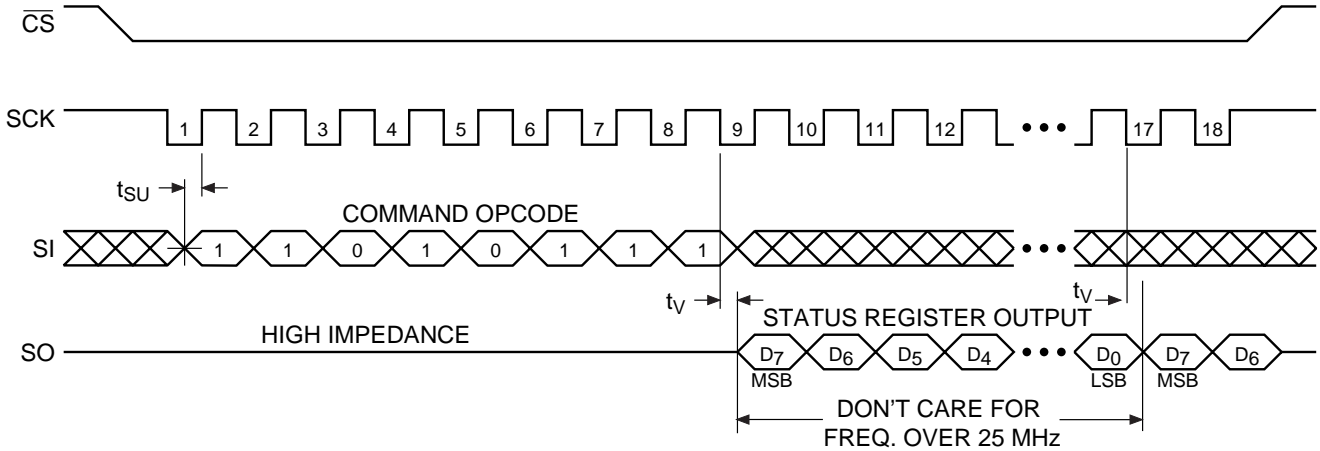 CS
SCK
1 2 3 4 5 6 7 8 9 10 11 12 ••• 17 18
tSU
COMMAND OPCODE
SI
1 1 0 1 0 1 1 1 •••
tV tV
STATUS REGISTER OUTPUT
HIGH IMPEDANCE
SO
D7 D6 D5 D4 ••• D0 D7 D6
MSB LSB MSB
DON'T CARE FOR
FREQ. OVER 25 MHz